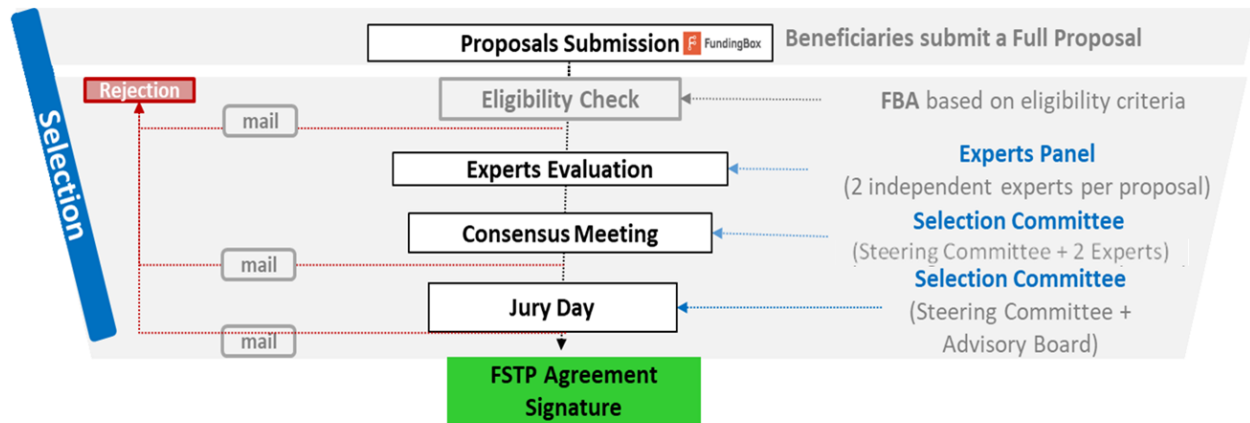 Proposals Submission FundingBox Beneficiaries submit a Full Proposal
Rejection
Eligibility Check
FBA based on eligibility criteria
mail
Selection
Experts Evaluation
Experts Panel
(2 independent experts per proposal)
Consensus Meeting
Selection Committee
(Steering Committee + 2 Experts)
mail
Jury Day
Selection Committee
(Steering Committee +
Advisory Board)
mail
FSTP Agreement
Signature